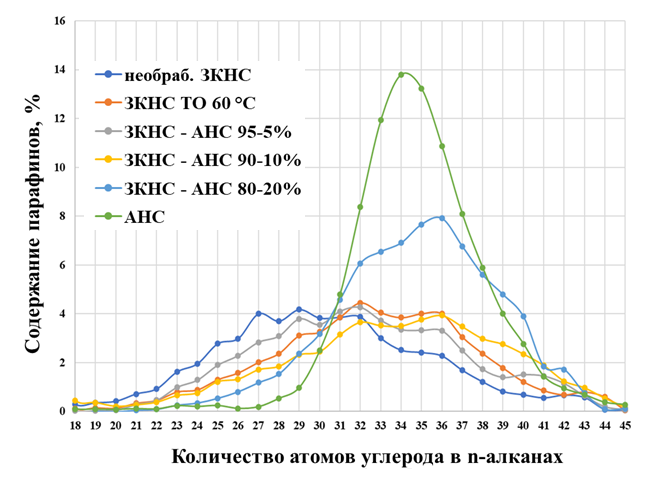 16
14
12
10
8
6
4
2
0
Содержание парафинов, %
необраб. ЗКНС
ЗКНС ТО 60 °С
ЗКНС - АНС 95-5%
ЗКНС - АНС 90-10%
ЗКНС - АНС 80-20%
АНС
18 19 20 21 22 23 24 25 26 27 28 29 30 31 32 33 34 35 36 37 38 39 40 41 42 43 44 45
Количество атомов углерода в n-алканах